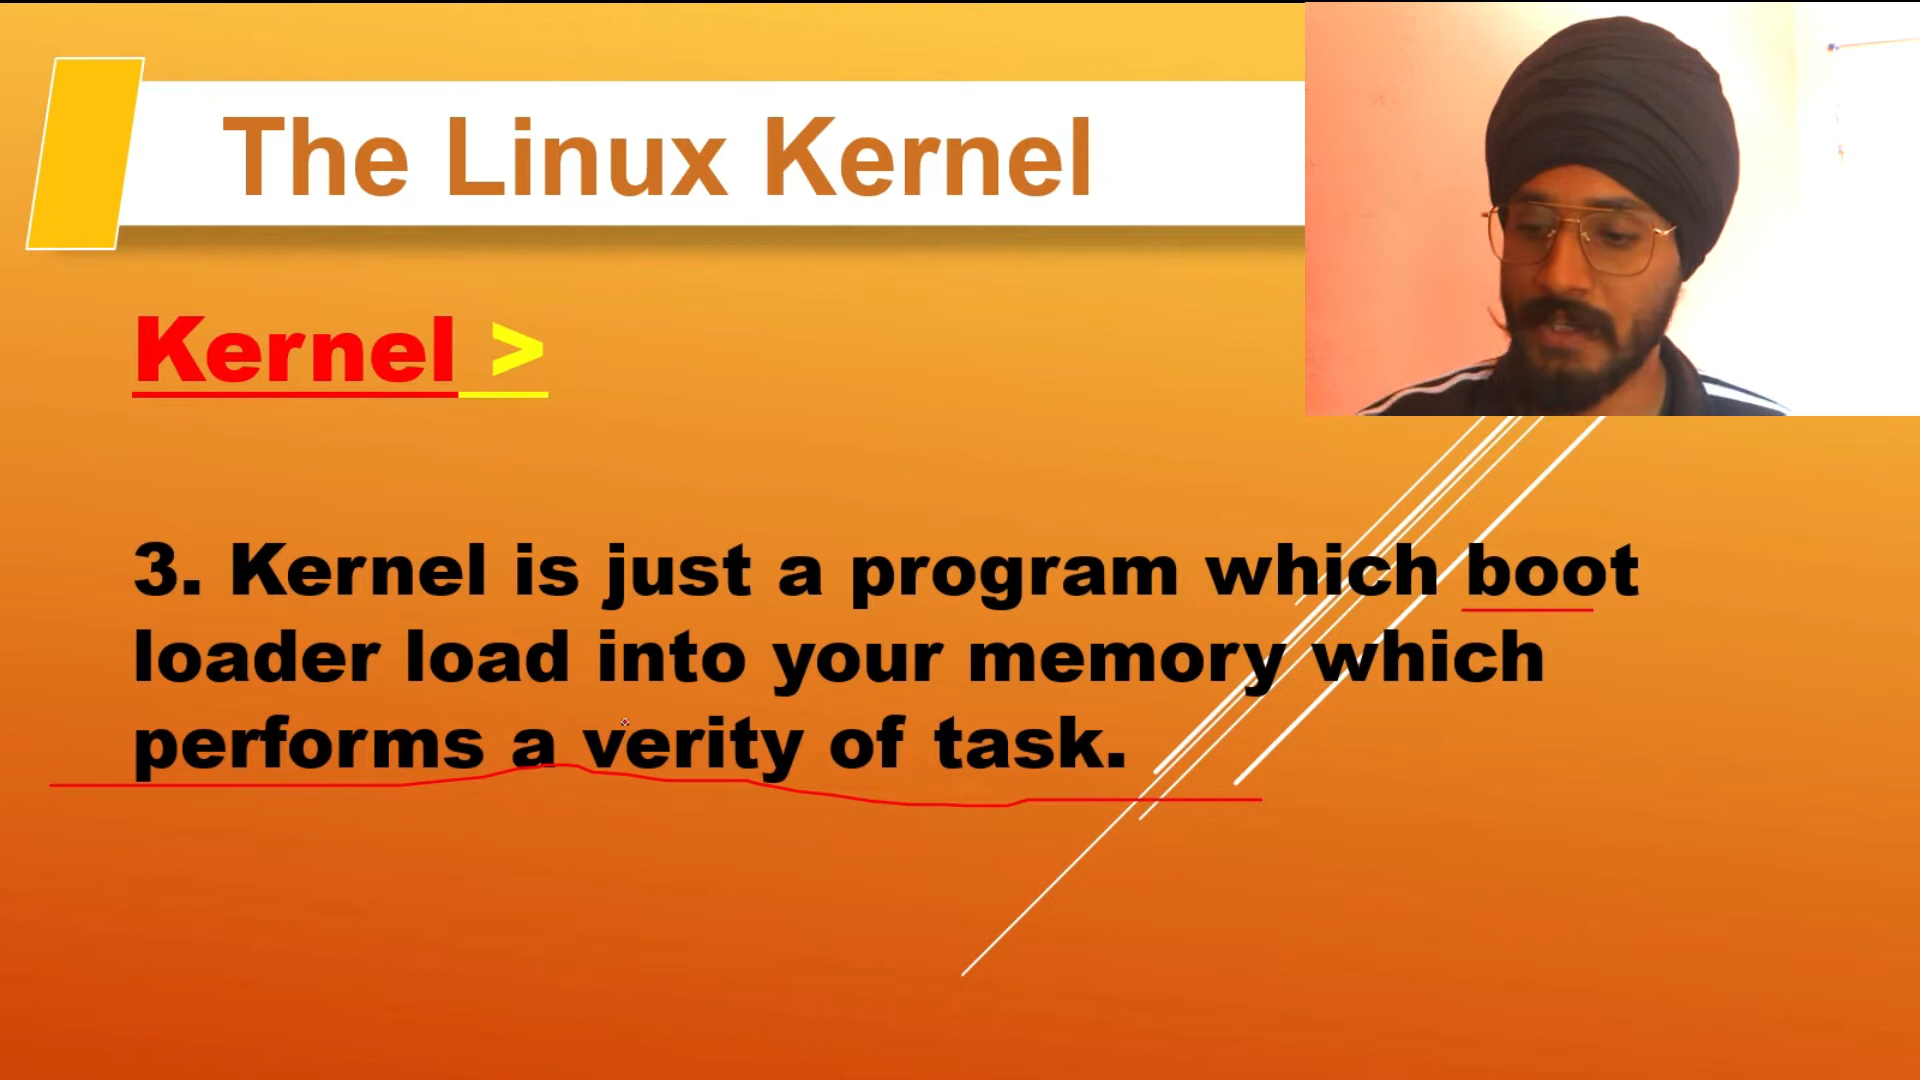 The Linux Kernel
Kernel >
3. Kernel is just a program which boot
loader load into your memory which
performs a verity of task.